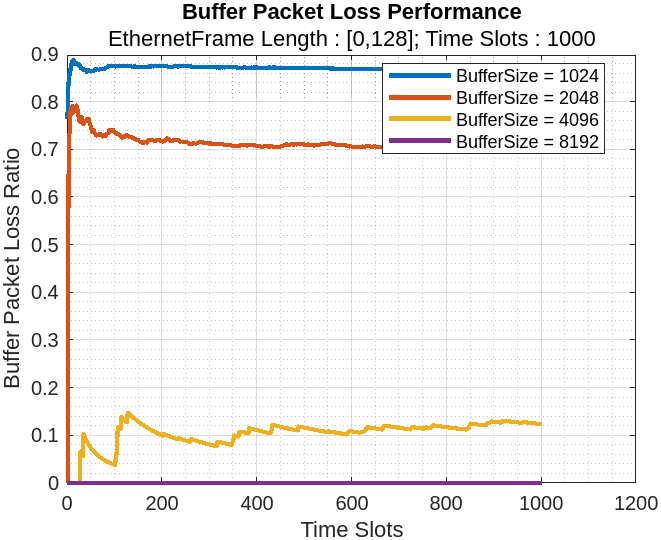 Buffer Packet Loss Performance
EthernetFrame Length : [0,128]; Time Slots : 1000
0.9
0.8
0.7
0.6
0.5
0.4
0.3
0.2
0.1
0
Buffer Packet Loss Ratio
BufferSize = 1024
BufferSize = 2048
BufferSize = 4096
BufferSize = 8192
0 200 400 600 800 1000 1200
Time Slots